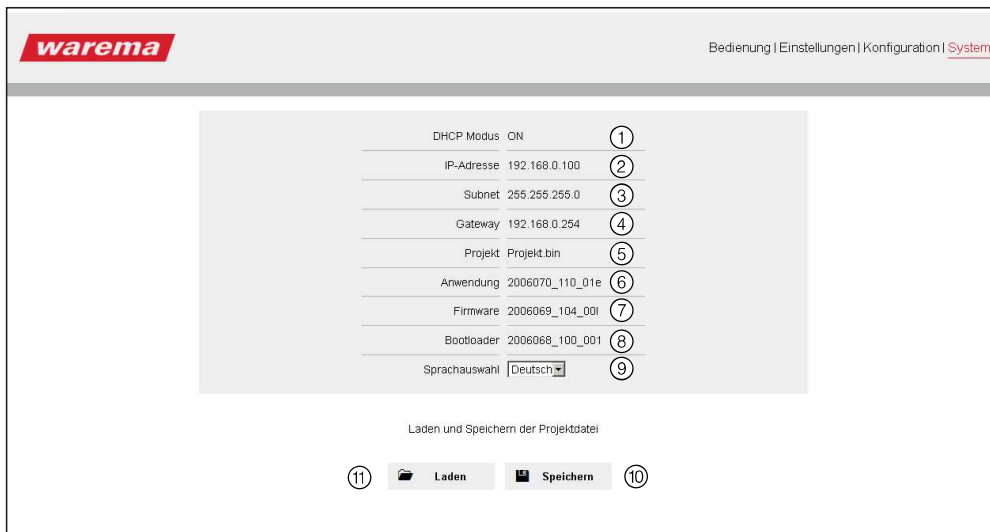 warema
Bedienung | Einstellungen | Konfiguration | System
DHCP Modus ON ①
IP-Adresse 192.168.0.100 ②
Subnet 255.255.255.0 ③
Gateway 192.168.0.254 ④
Projekt Projekt.bin ⑤
Anwendung 2006070_110_01e ⑥
Firmware 2006069_104_00l ⑦
Bootloader 2006068_100_001 ⑧
Sprachauswahl Deutsch ⑨
Laden und Speichern der Projektdatei
⑪ Laden Speichern ⑩